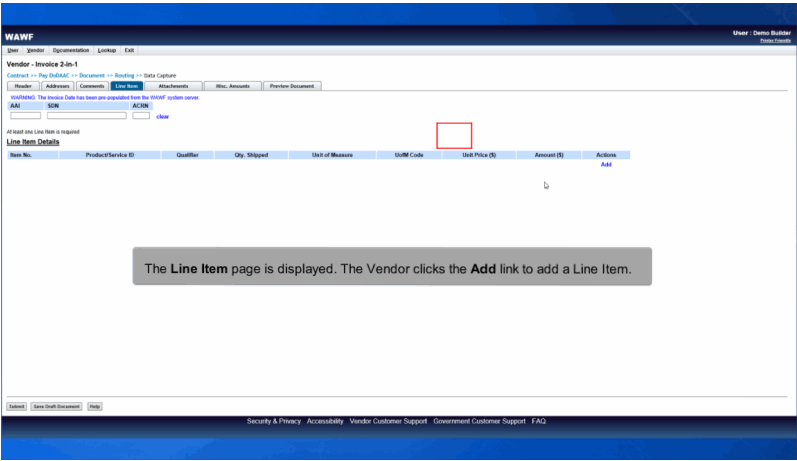 WAWF
User : Demo Builder
Printer Friendly
User Vendor Documentation Lookup Exit
Vendor - Invoice 2-in-1
Contract >> Pay DoDAAC >> Document >> Routing >> Data Capture
Header Addresses Comments Line Item Attachments Misc. Amounts Preview Document
WARNING: The Invoice Date has been pre-populated from the WAWF system server.
AAI SDN ACRN
clear
At least one Line Item is required
Line Item Details
Item No. Product/Service ID Qualifier Qty. Shipped Unit of Measure UofM Code Unit Price ($) Amount ($) Actions
Add
The Line Item page is displayed. The Vendor clicks the Add link to add a Line Item.
Submit Save Draft Document Help
Security & Privacy Accessibility Vendor Customer Support Government Customer Support FAQ